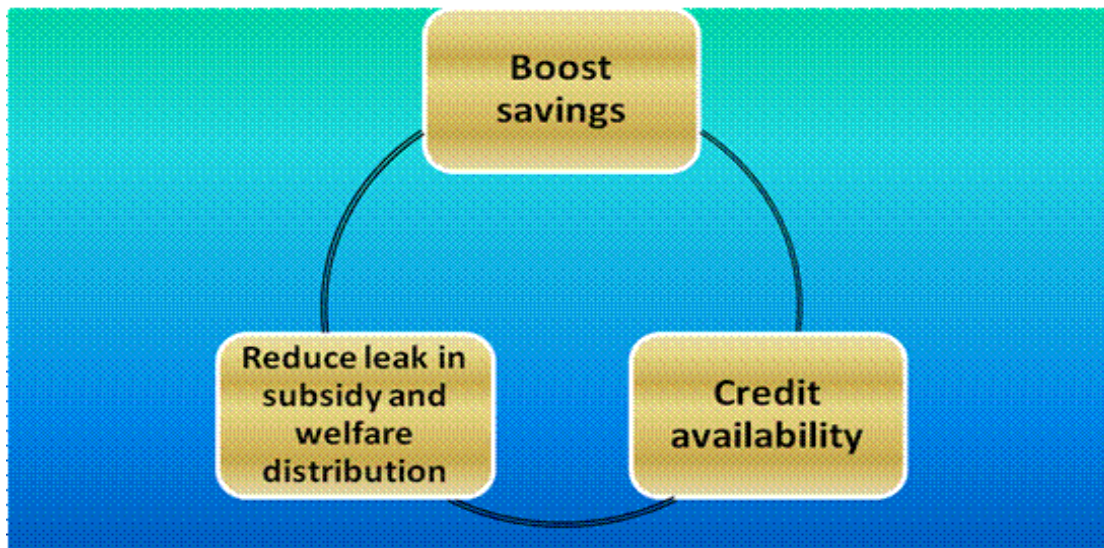 Boost
savings
Reduce leak in
subsidy and
welfare
distribution
Credit
availability